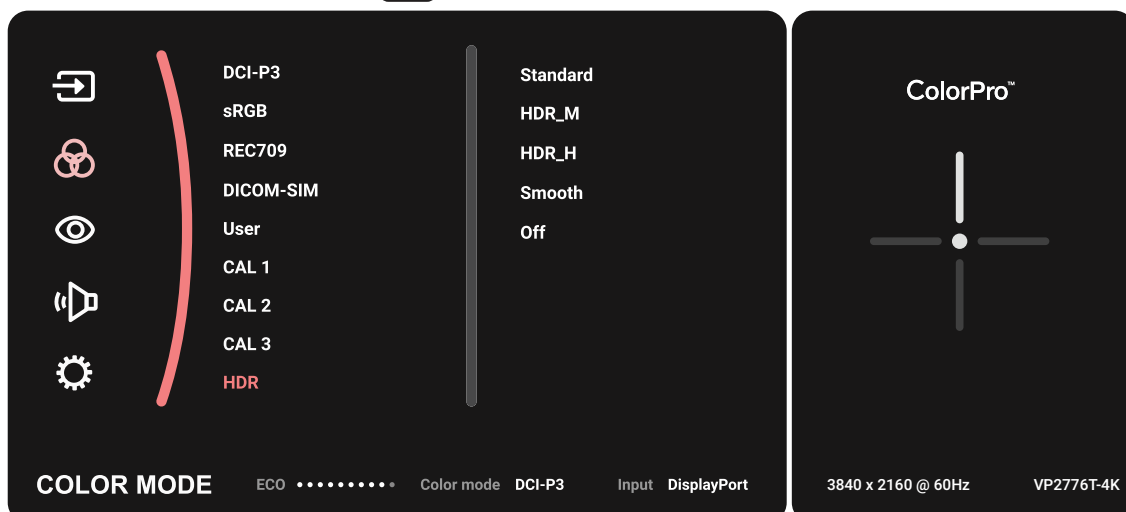 DCI-P3
sRGB
REC709
DICOM-SIM
User
CAL 1
CAL 2
CAL 3
HDR
Standard
HDR_M
HDR_H
Smooth
Off
COLOR MODE ECO Color mode DCI-P3 Input DisplayPort
ColorPro™
3840 x 2160 @ 60Hz VP2776T-4K